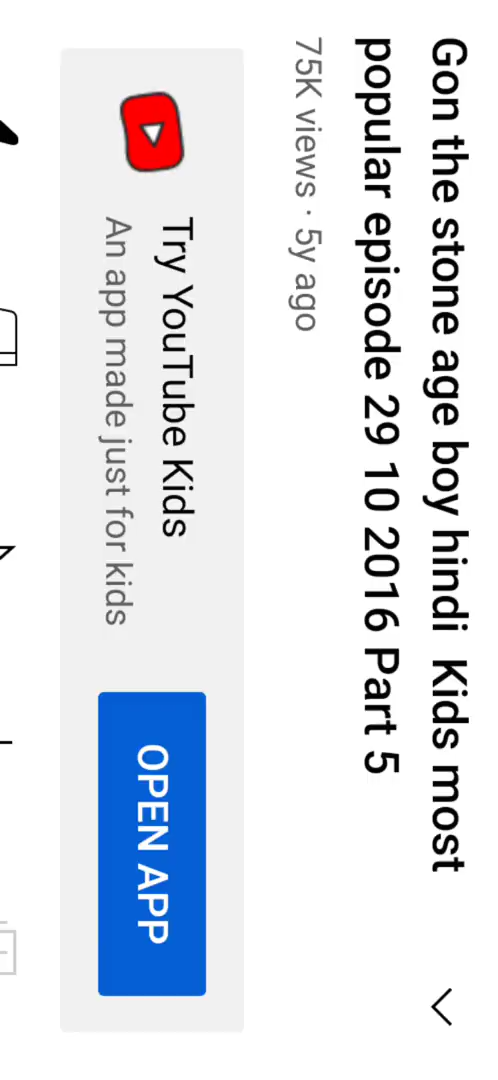 Gon the stone age boy hindi  Kids most
popular episode 29 10 2016 Part 5
75K views · 5y ago
Try YouTube Kids
An app made just for kids
OPEN APP